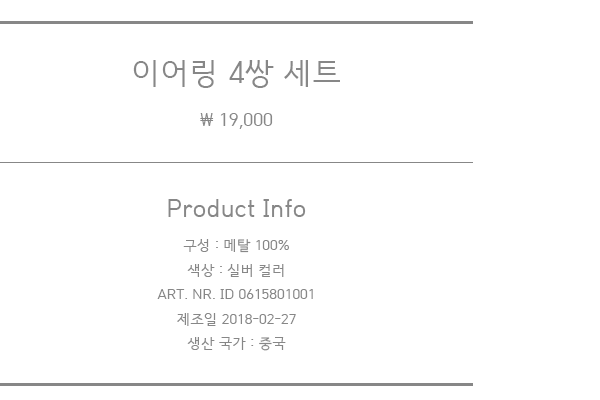 이어링 4쌍 세트
₩ 19,000
Product Info
구성 : 메탈 100%
색상 : 실버 컬러
ART. NR. ID 0615801001
제조일 2018-02-27
생산 국가 : 중국